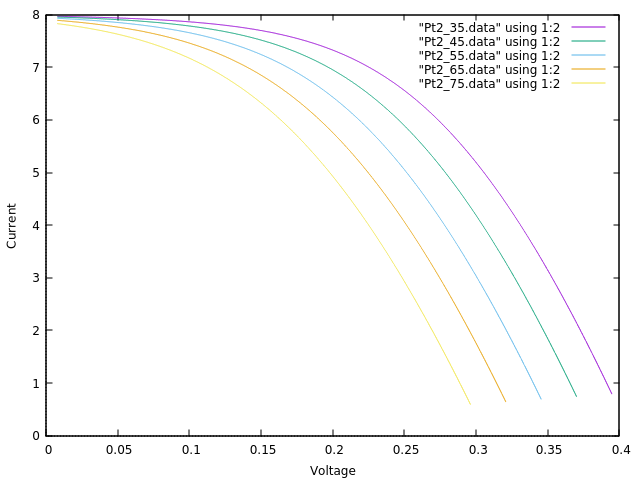 8
7
6
5
4
3
2
1
0
Current
"Pt2_35.data" using 1:2
"Pt2_45.data" using 1:2
"Pt2_55.data" using 1:2
"Pt2_65.data" using 1:2
"Pt2_75.data" using 1:2
0 0.05 0.1 0.15 0.2 0.25 0.3 0.35 0.4
Voltage